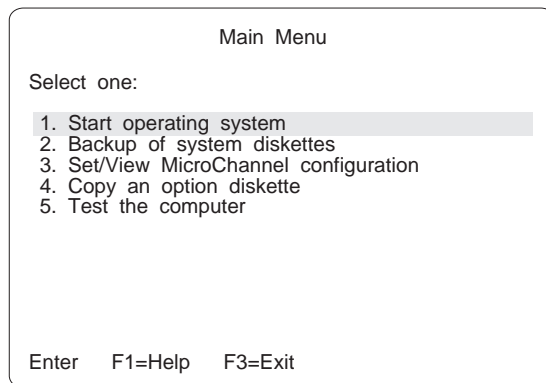 Main Menu
Select one:
1. Start operating system
2. Backup of system diskettes
3. Set/View MicroChannel configuration
4. Copy an option diskette
5. Test the computer
Enter F1=Help F3=Exit